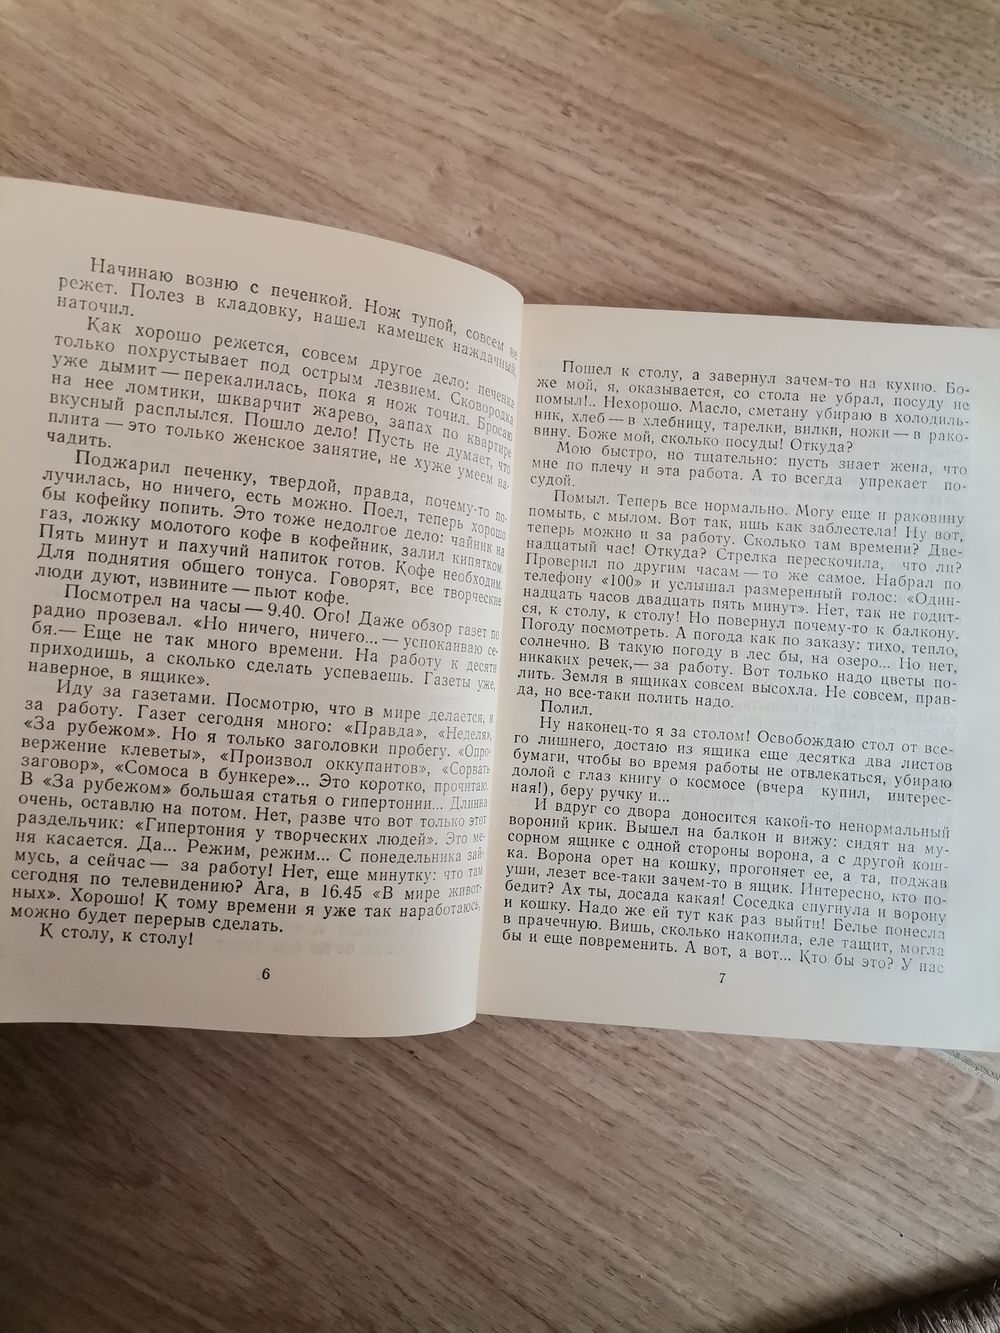 Начинаю возню с печенкой. Нож тупой, совсем не
режет. Полез в кладовку, нашел камешек наждачный,
наточил.
Как хорошо режется, совсем другое дело: печенка
только похрустывает под острым лезвием. Сковородка
уже дымит — перекалилась, пока я нож точил. Бросаю
на нее ломтики, шкварчит жарево, запах по квартире
вкусный расплылся. Пошло дело! Пусть не думает, что
плита — это только женское занятие, не хуже умеем на-
чадить.
Поджарил печенку, твердой, правда, почему-то по-
лучилась, но ничего, есть можно. Поел, теперь хорошо
бы кофейку попить. Это тоже недолгое дело: чайник на
газ, ложку молотого кофе в кофейник, залил кипятком.
Пять минут и пахучий напиток готов. Кофе необходим.
Для поднятия общего тонуса. Говорят, все творческие
люди дуют, извините — пьют кофе.
Посмотрел на часы — 9.40. Ого! Даже обзор газет по
радио прозевал. «Но ничего, ничего... — успокаиваю се-
бя.— Еще не так много времени. На работу к десяти
приходишь, а сколько сделать успеваешь. Газеты уже,
наверное, в ящике».
Иду за газетами. Посмотрю, что в мире делается, и
за работу. Газет сегодня много: «Правда», «Неделя»,
«За рубежом». Но я только заголовки пробегу. «Опро-
вержение клеветы», «Произвол оккупантов», «Сорвать
заговор», «Сомоса в бункере»... Это коротко, прочитаю.
В «За рубежом» большая статья о гипертонии... Длинна
очень, оставлю на потом. Нет, разве что вот только этот
раздельчик: «Гипертония у творческих людей». Это ме-
ня касается. Да... Режим, режим... С понедельника зай-
мусь, а сейчас — за работу! Нет, еще минутку: что там
сегодня по телевидению? Ага, в 16.45 «В мире живот-
ных». Хорошо! К тому времени я уже так наработаюсь,
можно будет перерыв сделать.
К столу, к столу!
6
Пошел к столу, а завернул зачем-то на кухню. Бо-
же мой, я, оказывается, со стола не убрал, посуду не
помыл!.. Нехорошо. Масло, сметану убираю в холодиль-
ник, хлеб — в хлебницу, тарелки, вилки, ножи — в рако-
вину. Боже мой, сколько посуды! Откуда?
Мою быстро, но тщательно: пусть знает жена, что
мне по плечу и эта работа. А то всегда упрекает по-
судой.
Помыл. Теперь все нормально. Могу еще и раковину
помыть, с мылом. Вот так, ишь как заблестела! Ну вот,
теперь можно и за работу. Сколько там времени? Две-
надцатый час! Откуда? Стрелка перескочила, что ли?
Проверил по другим часам — то же самое. Набрал по
телефону «100» и услышал размеренный голос: «Один-
надцать часов двадцать пять минут». Нет, так не годит-
ся, к столу, к столу! Но повернул почему-то к балкону.
Погоду посмотреть. А погода как по заказу: тихо, тепло,
солнечно. В такую погоду в лес бы, на озеро... Но нет,
никаких речек,— за работу. Вот только надо цветы по-
лить. Земля в ящиках совсем высохла. Не совсем, прав-
да, но все-таки полить надо.
Полил.
Ну наконец-то я за столом! Освобождаю стол от все-
го лишнего, достаю из ящика еще десятка два листов
бумаги, чтобы во время работы не отвлекаться, убираю
долой с глаз книгу о космосе (вчера купил, интерес-
ная!), беру ручку и...
И вдруг со двора доносится какой-то ненормальный
вороний крик. Вышел на балкон и вижу: сидят на му-
сорном ящике с одной стороны ворона, а с другой кош-
ка. Ворона орет на кошку, прогоняет ее, а та, поджав
уши, лезет все-таки зачем-то в ящик. Интересно, кто по-
бедит? Ах ты, досада какая! Соседка спугнула и ворону
и кошку. Надо же ей тут как раз выйти! Белье понесла
в прачечную. Вишь, сколько накопила, еле тащит, могла
бы и еще повременить. А вот, а вот... Кто бы это? У нас
7